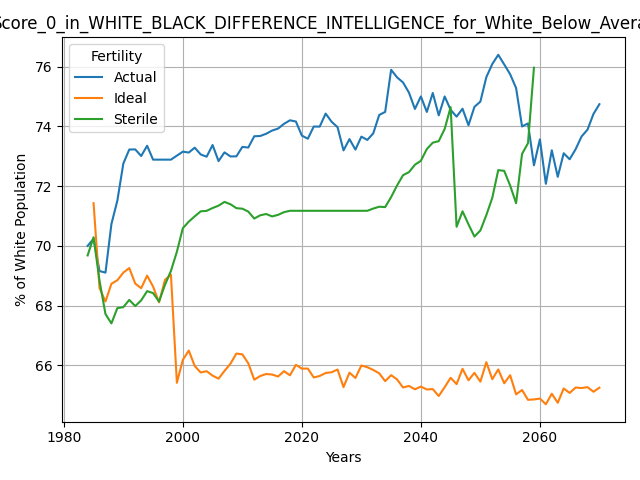 Score_0_in_WHITE_BLACK_DIFFERENCE_INTELLIGENCE_for_White_Below_Avera
Fertility
Actual
Ideal
Sterile
% of White Population
76
74
72
70
68
66
1980 2000 2020 2040 2060
Years